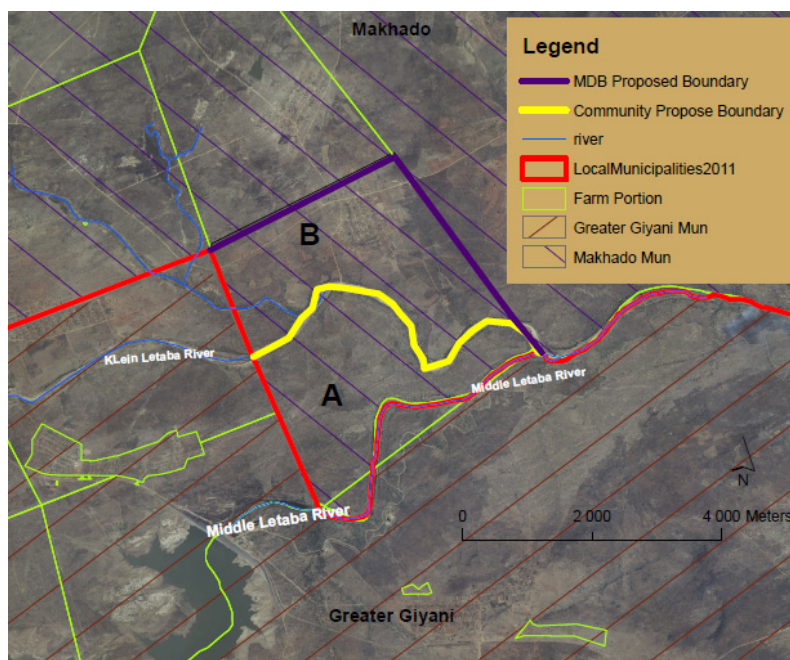 Makhado
Legend
MDB Proposed Boundary
Community Propose Boundary
river
LocalMunicipalities2011
Farm Portion
Greater Giyani Mun
Makhado Mun
B
KLein Letaba River
A
Middle Letaba River
N
Middle Letaba River
0 2 000 4 000 Meters
Greater Giyani